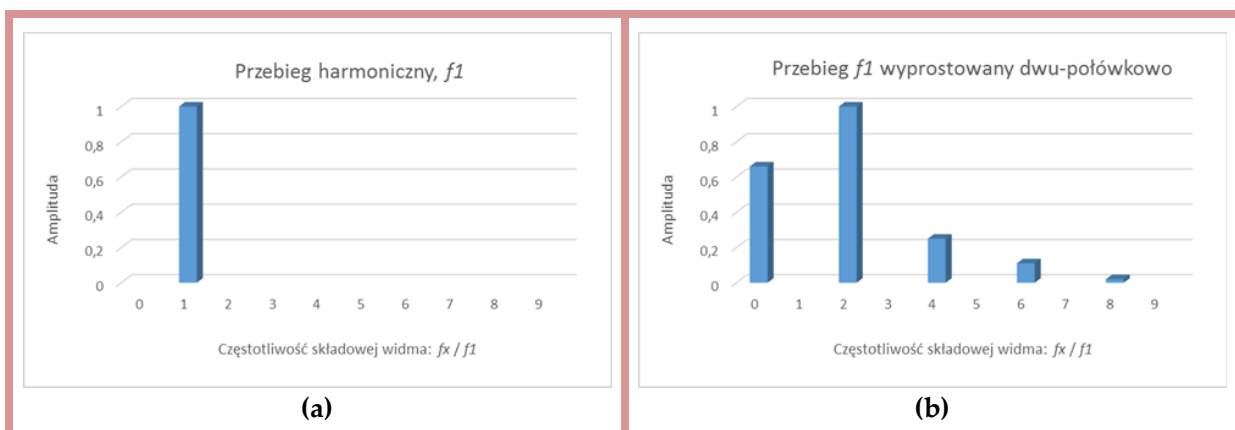 Przebieg harmoniczny, f1
1
0,8
0,6
0,4
0,2
0
Amplituda
0 1 2 3 4 5 6 7 8 9
Częstotliwość składowej widma: fx / f1
(a)
Przebieg f1 wyprostowany dwu-połówkowo
1
0,8
0,6
0,4
0,2
0
Amplituda
0 1 2 3 4 5 6 7 8 9
Częstotliwość składowej widma: fx / f1
(b)